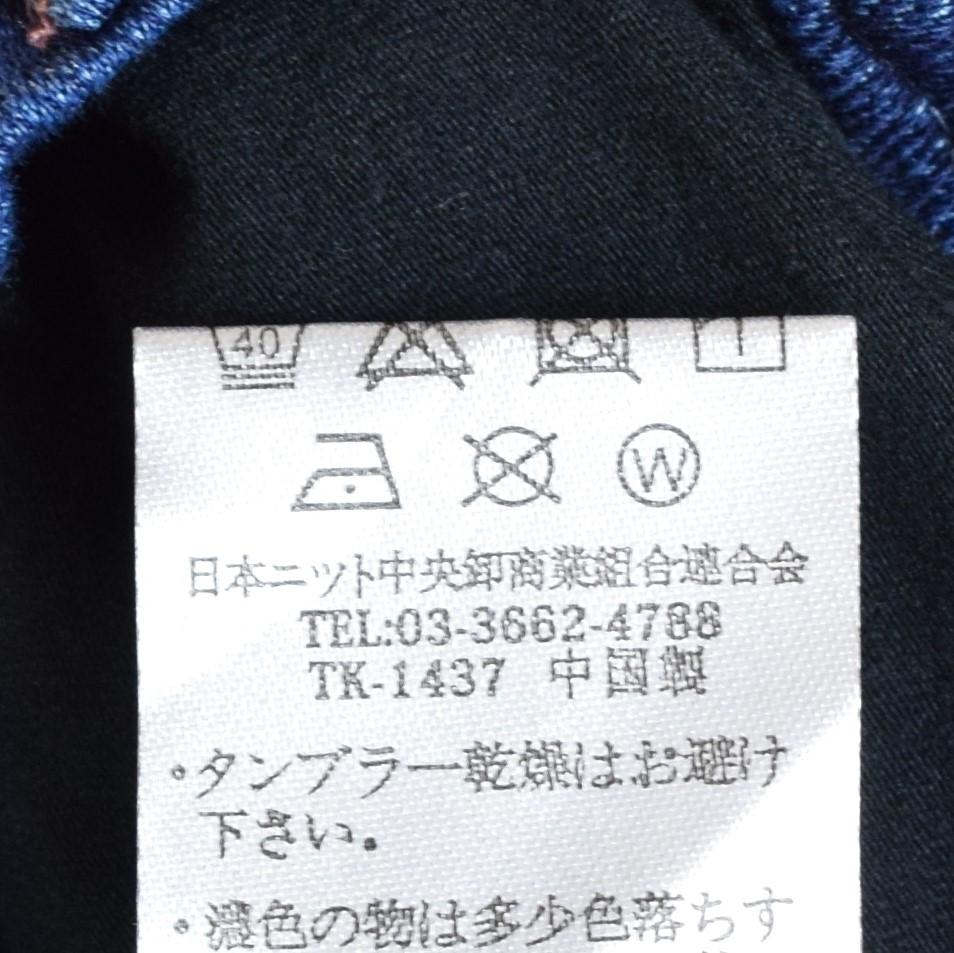 40
W
日本ニット中央卸商業組合連合会
TEL:03-3662-4788
TK-1437 中国製
・タンブラー乾燥はお避け
下さい.
・濃色の物は多少色落ちす